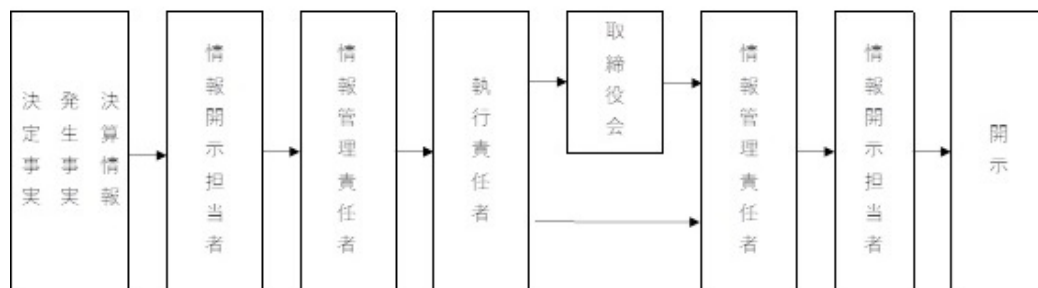 決算情報
発生事実
決定事実
情報開示担当者
情報管理責任者
執行責任者
取締役会
情報管理責任者
情報開示担当者
開示